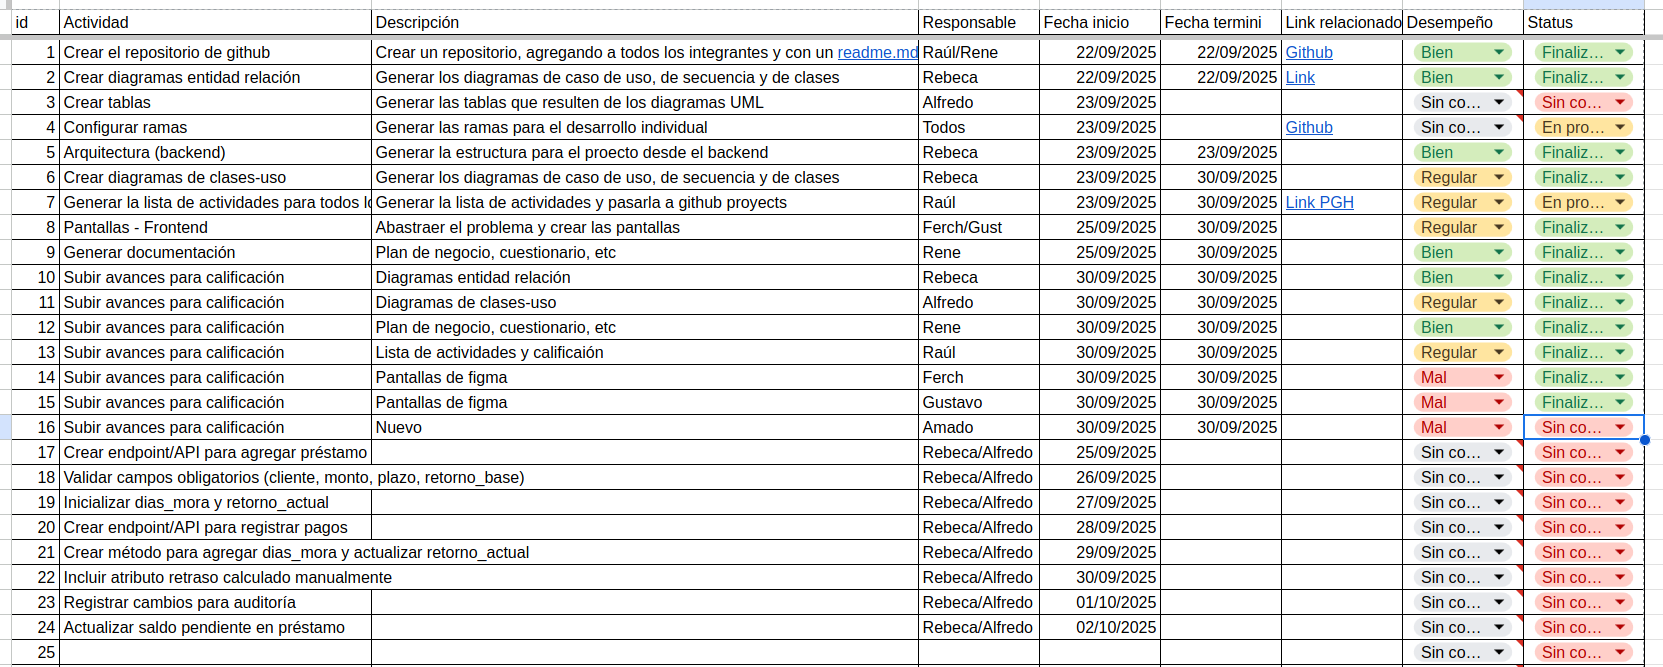 id Actividad Descripción Responsable Fecha inicio Fecha termini Link relacionado Desempeño Status
1 Crear el repositorio de github Crear un repositorio, agregando a todos los integrantes y con un readme.md Raúl/Rene 22/09/2025 22/09/2025 Github Bien Finaliz...
2 Crear diagramas entidad relación Generar los diagramas de caso de uso, de secuencia y de clases Rebeca 22/09/2025 22/09/2025 Link Bien Finaliz...
3 Crear tablas Generar las tablas que resulten de los diagramas UML Alfredo 23/09/2025 Sin co... Sin co...
4 Configurar ramas Generar las ramas para el desarrollo individual Todos 23/09/2025 Github Sin co... En pro...
5 Arquitectura (backend) Generar la estructura para el proecto desde el backend Rebeca 23/09/2025 23/09/2025 Bien Finaliz...
6 Crear diagramas de clases-uso Generar los diagramas de caso de uso, de secuencia y de clases Rebeca 23/09/2025 30/09/2025 Regular Finaliz...
7 Generar la lista de actividades para todos Generar la lista de actividades y pasarla a github proyects Raúl 23/09/2025 30/09/2025 Link PGH Regular En pro...
8 Pantallas - Frontend Abastraer el problema y crear las pantallas Ferch/Gust 25/09/2025 30/09/2025 Regular Finaliz...
9 Generar documentación Plan de negocio, cuestionario, etc Rene 25/09/2025 30/09/2025 Bien Finaliz...
10 Subir avances para calificación Diagramas entidad relación Rebeca 30/09/2025 30/09/2025 Bien Finaliz...
11 Subir avances para calificación Diagramas de clases-uso Alfredo 30/09/2025 30/09/2025 Regular Finaliz...
12 Subir avances para calificación Plan de negocio, cuestionario, etc Rene 30/09/2025 30/09/2025 Bien Finaliz...
13 Subir avances para calificación Lista de actividades y calificaión Raúl 30/09/2025 30/09/2025 Regular Finaliz...
14 Subir avances para calificación Pantallas de figma Ferch 30/09/2025 30/09/2025 Mal Finaliz...
15 Subir avances para calificación Pantallas de figma Gustavo 30/09/2025 30/09/2025 Mal Finaliz...
16 Subir avances para calificación Nuevo Amado 30/09/2025 30/09/2025 Mal Sin co...
17 Crear endpoint/API para agregar préstamo Rebeca/Alfredo 25/09/2025 Sin co... Sin co...
18 Validar campos obligatorios (cliente, monto, plazo, retorno_base) Rebeca/Alfredo 26/09/2025 Sin co... Sin co...
19 Inicializar dias_mora y retorno_actual Rebeca/Alfredo 27/09/2025 Sin co... Sin co...
20 Crear endpoint/API para registrar pagos Rebeca/Alfredo 28/09/2025 Sin co... Sin co...
21 Crear método para agregar dias_mora y actualizar retorno_actual Rebeca/Alfredo 29/09/2025 Sin co... Sin co...
22 Incluir atributo retraso calculado manualmente Rebeca/Alfredo 30/09/2025 Sin co... Sin co...
23 Registrar cambios para auditoría Rebeca/Alfredo 01/10/2025 Sin co... Sin co...
24 Actualizar saldo pendiente en préstamo Rebeca/Alfredo 02/10/2025 Sin co... Sin co...
25 Sin co... Sin co...